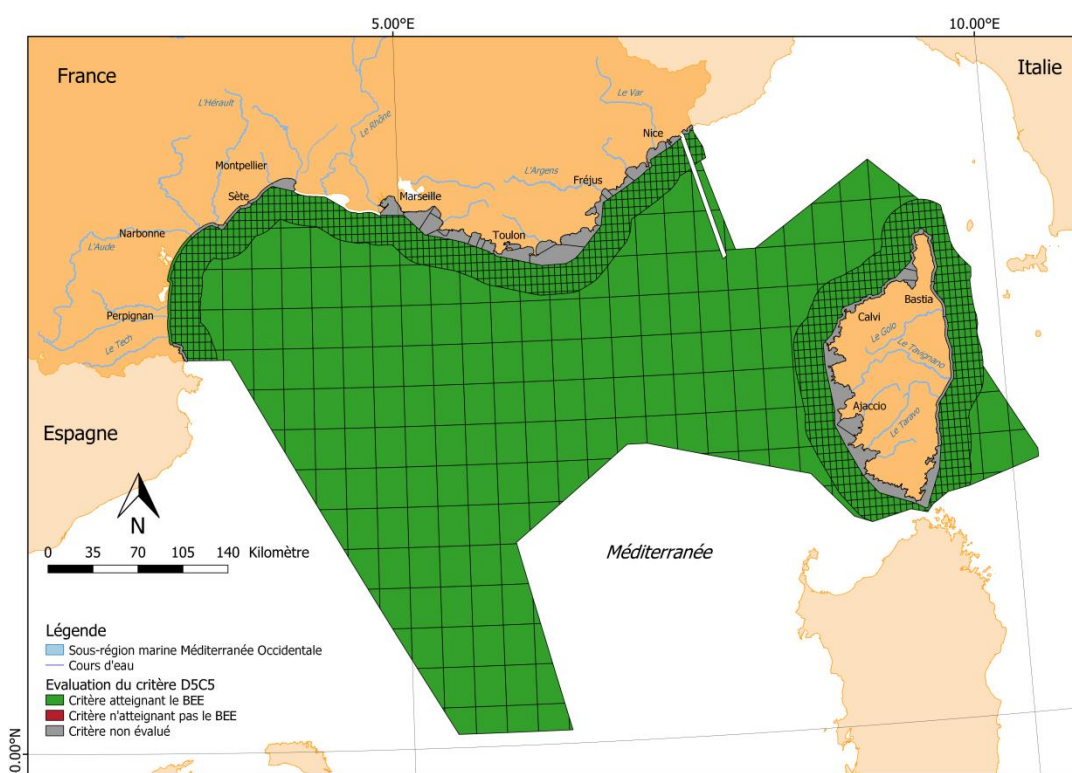 5.00°E
10.00°E
France
Italie
L'Hérault
Le Rhône
Le Var
Nice
Montpellier
L'Argens
Fréjus
Sète
Marseille
Toulon
Narbonne
L'Aude
Perpignan
Le Tech
Bastia
Calvi
Le Golo
Le Tavignano
Ajaccio
Le Taravo
Espagne
N
0 35 70 105 140 Kilomètre
Méditerranée
Légende
Sous-région marine Méditerranée Occidentale
Cours d'eau
Evaluation du critère D5C5
Critère atteignant le BEE
Critère n'atteignant pas le BEE
Critère non évalué
0.00°N